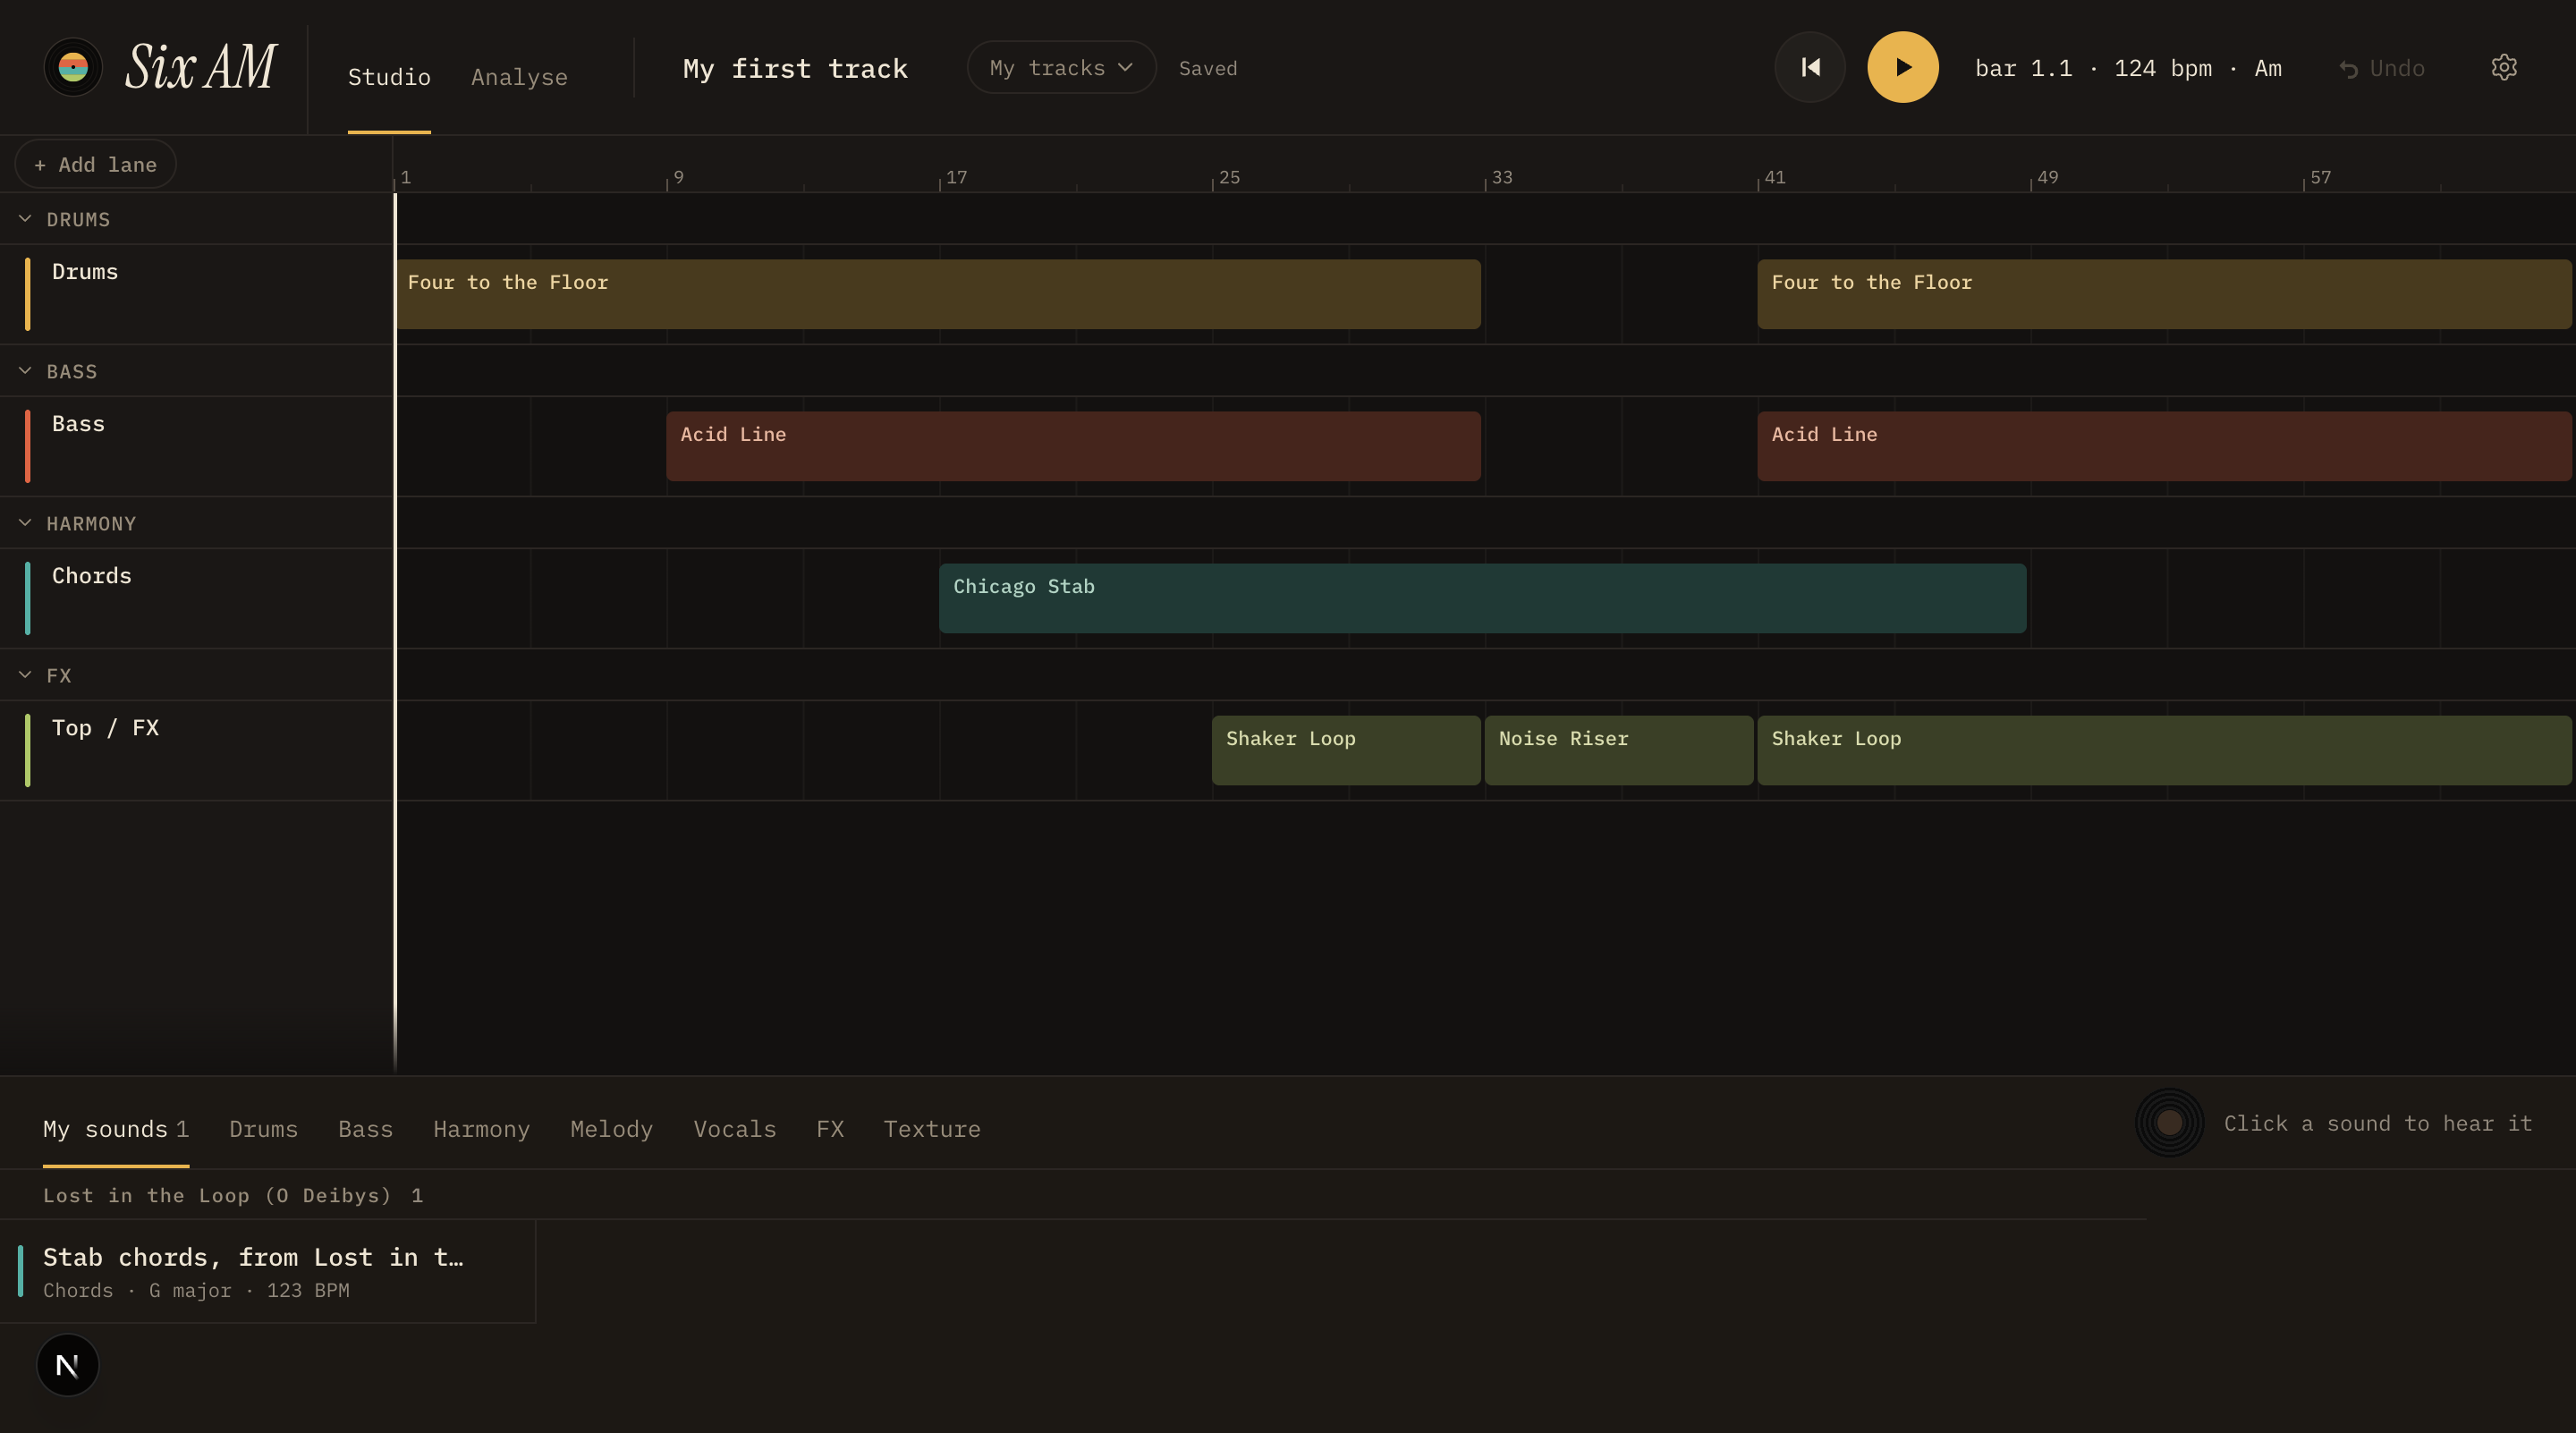 Six AM
Studio Analyse My first track My tracks Saved bar 1.1 · 124 bpm · Am Undo
+ Add lane 1 9 17 25 33 41 49 57
DRUMS
Drums Four to the Floor Four to the Floor
BASS
Bass Acid Line Acid Line
HARMONY
Chords Chicago Stab
FX
Top / FX Shaker Loop Noise Riser Shaker Loop
My sounds 1 Drums Bass Harmony Melody Vocals FX Texture Click a sound to hear it
Lost in the Loop (O Deibys) 1
Stab chords, from Lost in t…
Chords · G major · 123 BPM
N